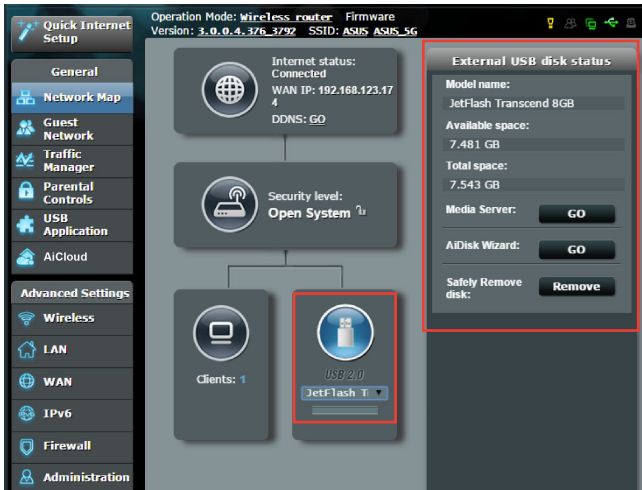 Quick Internet
Setup
Operation Mode: Wireless router Firmware
Version: 3.0.0.4.376_3792 SSID: ASUS ASUS_5G
General
Network Map
Guest
Network
Traffic
Manager
Parental
Controls
USB
Application
AiCloud
Advanced Settings
Wireless
LAN
WAN
IPv6
Firewall
Administration
Internet status:
Connected
WAN IP: 192.168.123.17
4
DDNS: GO
Security level:
Open System
Clients: 1
USB 2.0
JetFlash T
External USB disk status
Model name:
JetFlash Transcend 8GB
Available space:
7.481 GB
Total space:
7.543 GB
Media Server: GO
AiDisk Wizard: GO
Safely Remove
disk: Remove